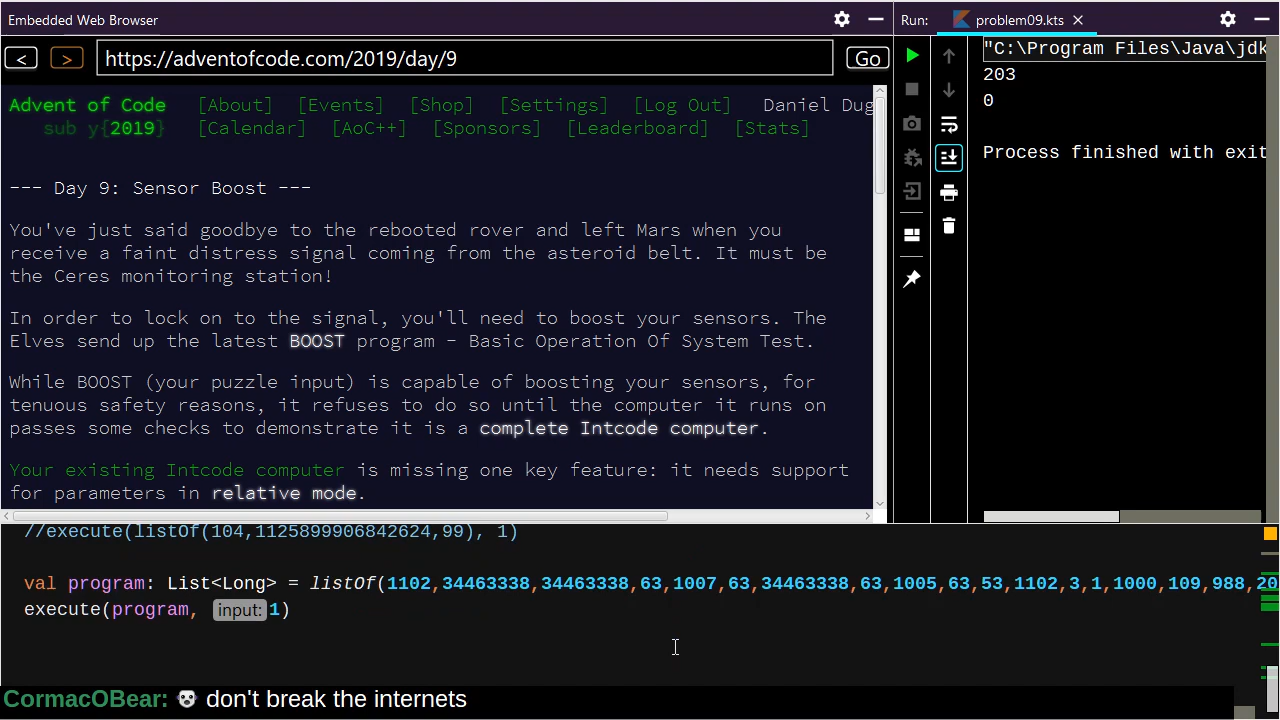 Embedded Web Browser
Run: problem09.kts
< > https://adventofcode.com/2019/day/9 Go
Advent of Code [About] [Events] [Shop] [Settings] [Log Out] Daniel Dug
sub y{2019} [Calendar] [AoC++] [Sponsors] [Leaderboard] [Stats]
--- Day 9: Sensor Boost ---
You've just said goodbye to the rebooted rover and left Mars when you
receive a faint distress signal coming from the asteroid belt. It must be
the Ceres monitoring station!
In order to lock on to the signal, you'll need to boost your sensors. The
Elves send up the latest BOOST program - Basic Operation Of System Test.
While BOOST (your puzzle input) is capable of boosting your sensors, for
tenuous safety reasons, it refuses to do so until the computer it runs on
passes some checks to demonstrate it is a complete Intcode computer.
Your existing Intcode computer is missing one key feature: it needs support
for parameters in relative mode.
"C:\Program Files\Java\jdk
203
0
Process finished with exit
//execute(listOf(104,1125899906842624,99), 1)
val program: List<Long> = listOf(1102,34463338,34463338,63,1007,63,34463338,63,1005,63,53,1102,3,1,1000,109,988,20
execute(program, input: 1)
CormacOBear: don't break the internets